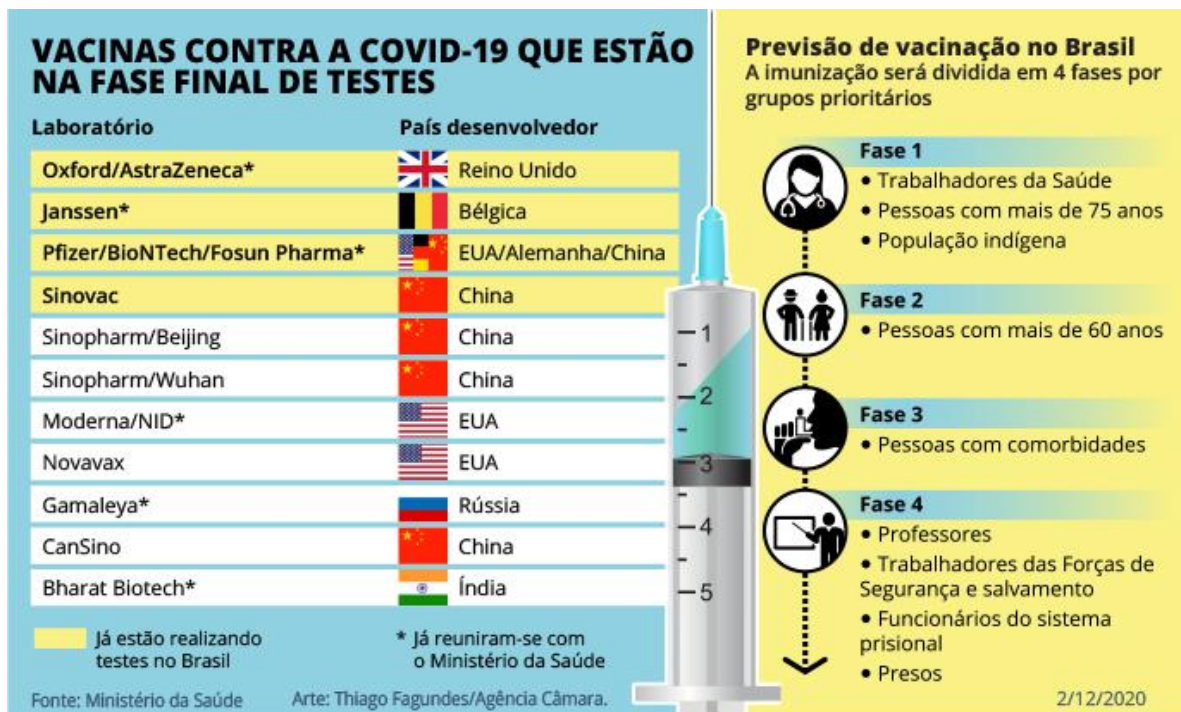 VACINAS CONTRA A COVID-19 QUE ESTÃO
NA FASE FINAL DE TESTES
Laboratório País desenvolvedor
Oxford/AstraZeneca* Reino Unido
Janssen* Bélgica
Pfizer/BioNTech/Fosun Pharma* EUA/Alemanha/China
Sinovac China
Sinopharm/Beijing China
Sinopharm/Wuhan China
Moderna/NID* EUA
Novavax EUA
Gamaleya* Rússia
CanSino China
Bharat Biotech* Índia
Já estão realizando
testes no Brasil
* Já reuniram-se com
o Ministério da Saúde
Fonte: Ministério da Saúde Arte: Thiago Fagundes/Agência Câmara.
1
2
3
4
5
Previsão de vacinação no Brasil
A imunização será dividida em 4 fases por
grupos prioritários
Fase 1
• Trabalhadores da Saúde
• Pessoas com mais de 75 anos
• População indígena
Fase 2
• Pessoas com mais de 60 anos
Fase 3
• Pessoas com comorbidades
Fase 4
• Professores
• Trabalhadores das Forças de
Segurança e salvamento
• Funcionários do sistema
prisional
• Presos
2/12/2020